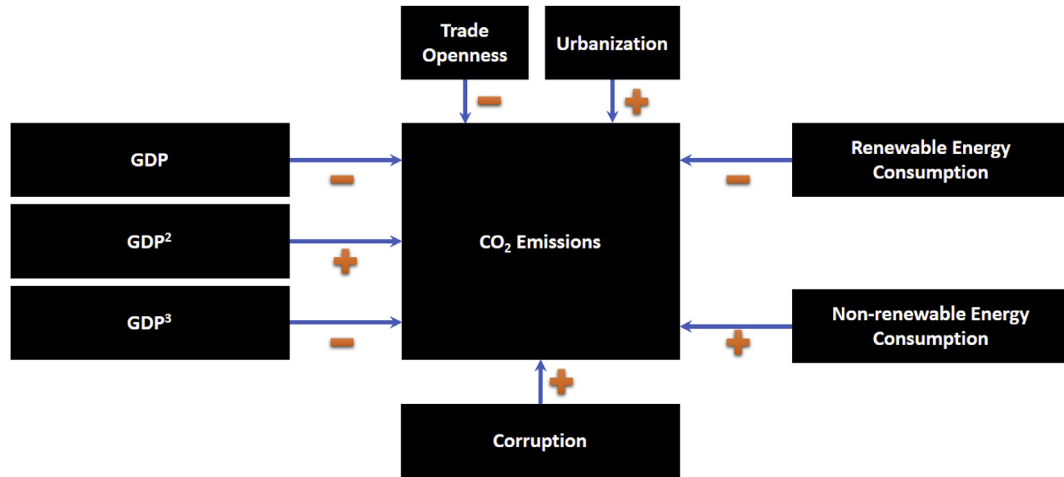 Trade
Openness
Urbanization
−
+
GDP
−
Renewable Energy
Consumption
−
GDP²
+
CO₂ Emissions
GDP³
−
Non-renewable Energy
Consumption
+
+
Corruption